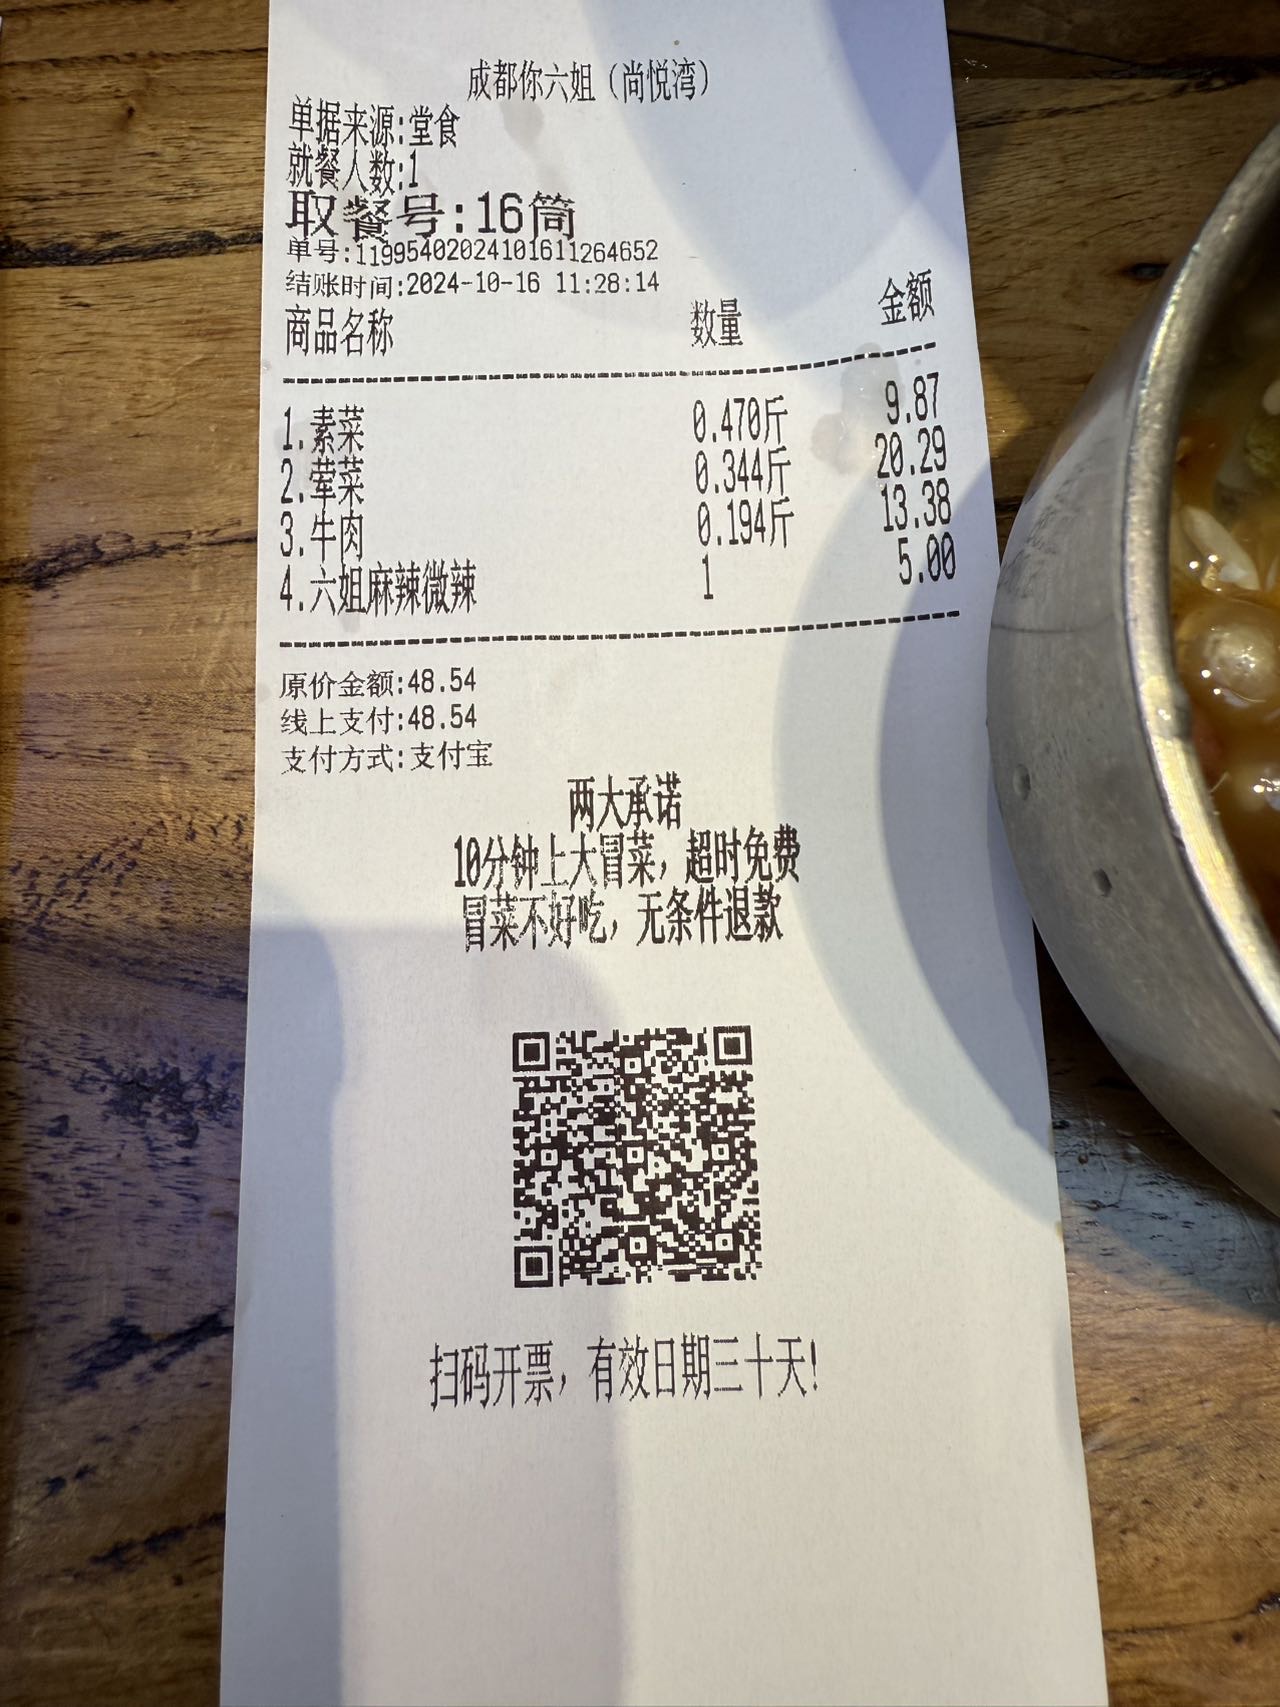 成都你六姐（尚悦湾）
单据来源:堂食
就餐人数:1
取餐号:16筒
单号:11995402024101611264652
结账时间:2024-10-16 11:28:14
商品名称 数量 金额
1.素菜 0.470斤 9.87
2.荤菜 0.344斤 20.29
3.牛肉 0.194斤 13.38
4.六姐麻辣微辣 1 5.00
原价金额:48.54
线上支付:48.54
支付方式:支付宝
两大承诺
10分钟上大冒菜，超时免费
冒菜不好吃，无条件退款
扫码开票，有效日期三十天!